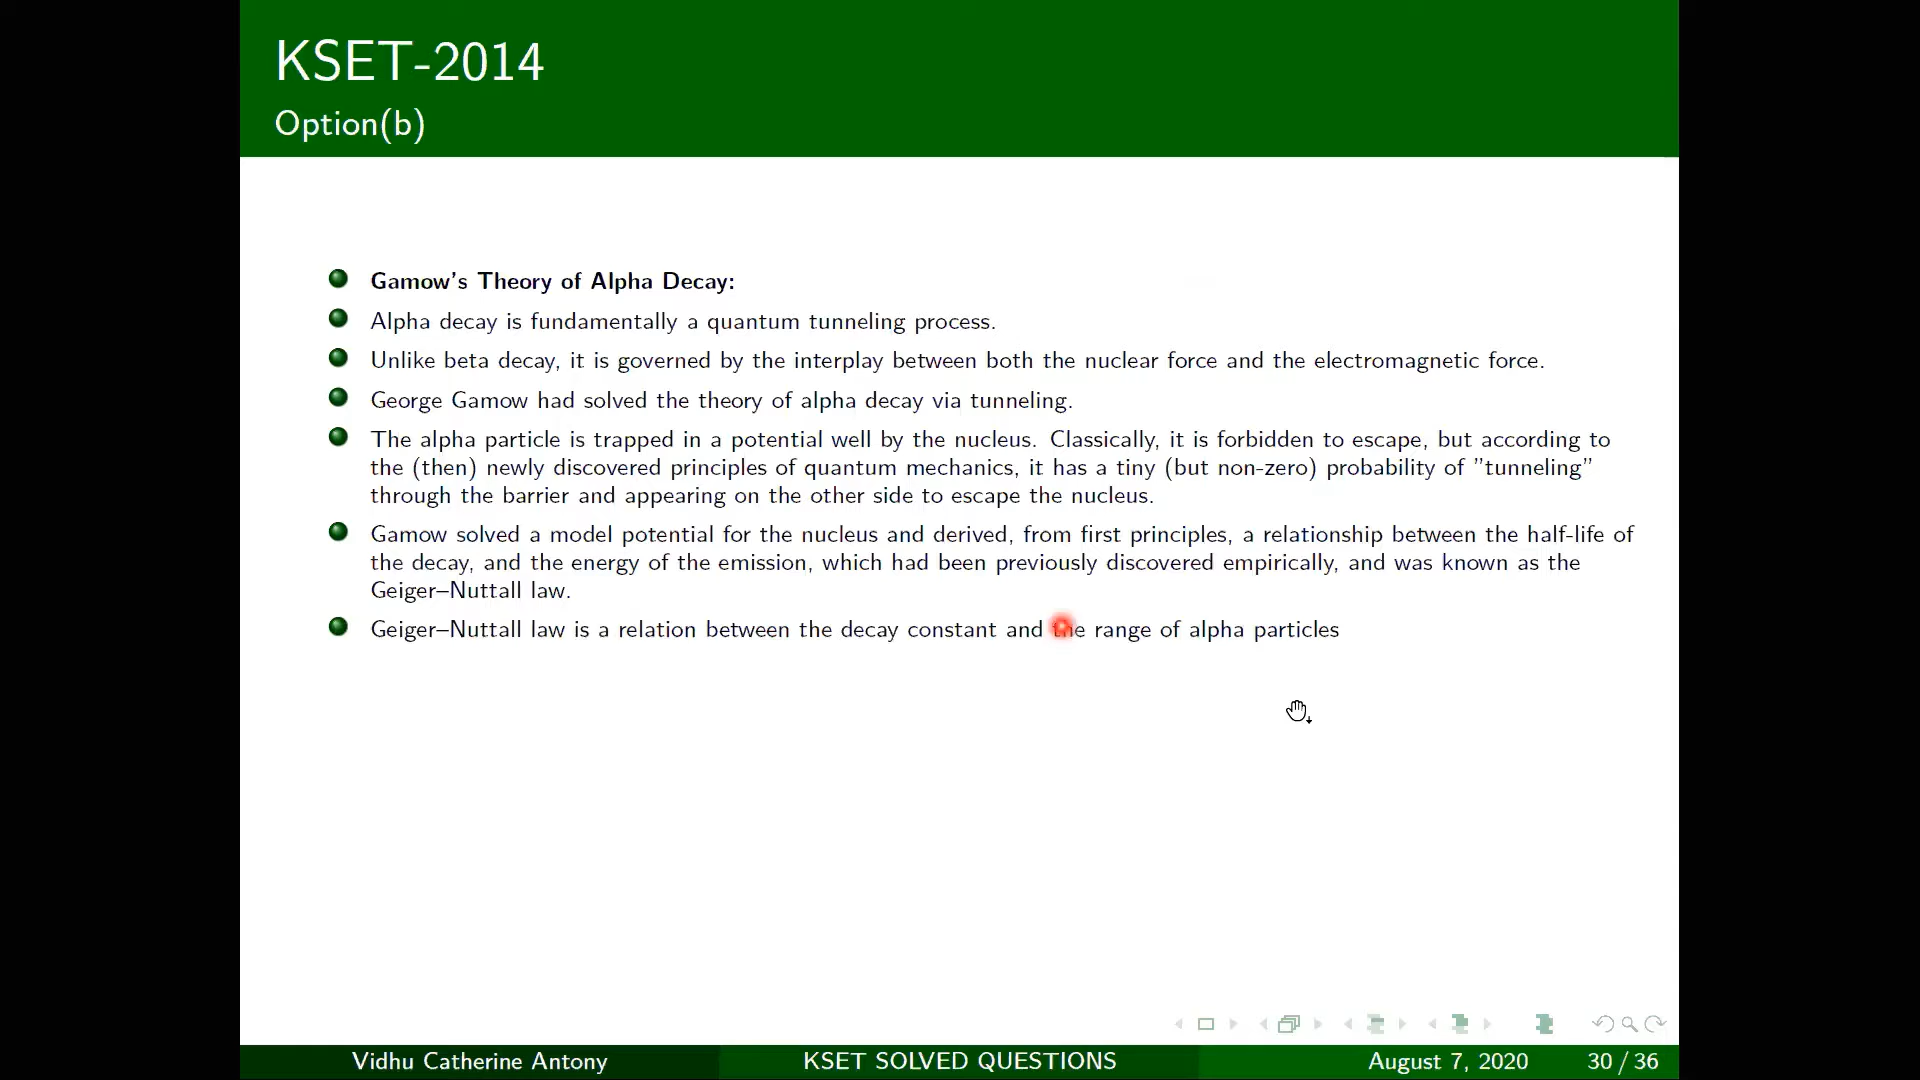 KSET-2014
Option(b)
Gamow's Theory of Alpha Decay:
Alpha decay is fundamentally a quantum tunneling process.
Unlike beta decay, it is governed by the interplay between both the nuclear force and the electromagnetic force.
George Gamow had solved the theory of alpha decay via tunneling.
The alpha particle is trapped in a potential well by the nucleus. Classically, it is forbidden to escape, but according to
the (then) newly discovered principles of quantum mechanics, it has a tiny (but non-zero) probability of ”tunneling”
through the barrier and appearing on the other side to escape the nucleus.
Gamow solved a model potential for the nucleus and derived, from first principles, a relationship between the half-life of
the decay, and the energy of the emission, which had been previously discovered empirically, and was known as the
Geiger–Nuttall law.
Geiger–Nuttall law is a relation between the decay constant and the range of alpha particles
Vidhu Catherine Antony KSET SOLVED QUESTIONS August 7, 2020 30 / 36